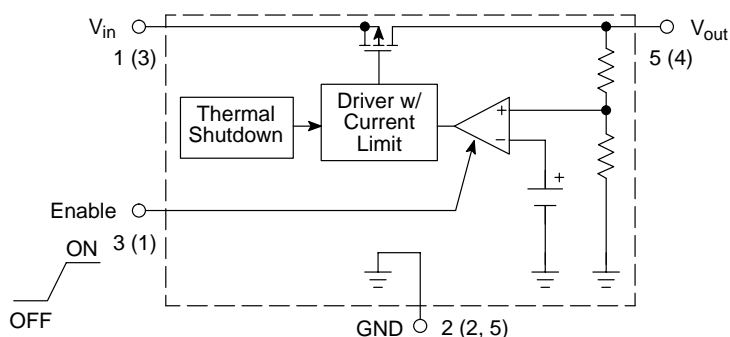 Vin
1 (3)
Vout
5 (4)
Thermal
Shutdown
Driver w/
Current
Limit
+
−
+
Enable
3 (1)
ON
OFF
GND
2 (2, 5)